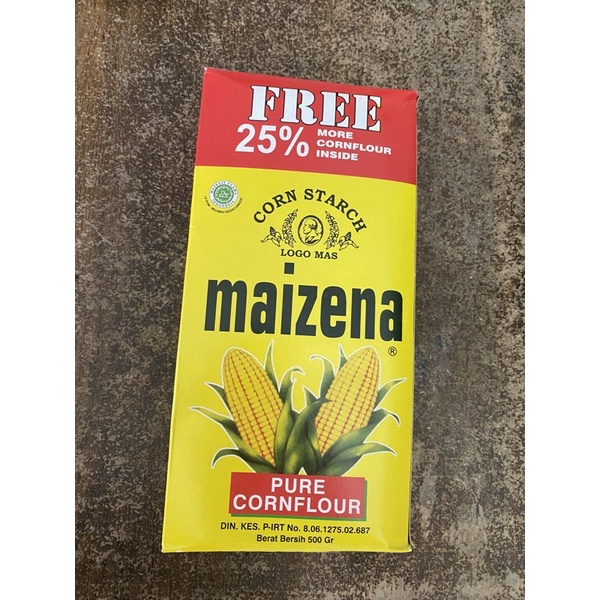 FREE
25% MORE
CORNFLOUR
INSIDE
CORN STARCH
LOGO MAS
maizena
®
PURE
CORNFLOUR
DIN. KES. P-IRT No. 8.06.1275.02.687
Berat Bersih 500 Gr